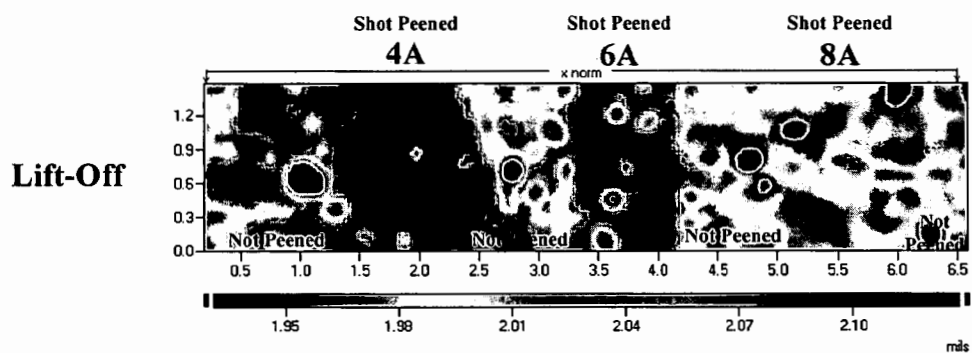 Shot Peened Shot Peened Shot Peened
4A 6A 8A
x norm
Lift-Off
1.2
0.9
0.6
0.3
0.0
Not Peened Not Peened Not Peened Not Peened
0.5 1.0 1.5 2.0 2.5 3.0 3.5 4.0 4.5 5.0 5.5 6.0 6.5
1.95 1.98 2.01 2.04 2.07 2.10
mils